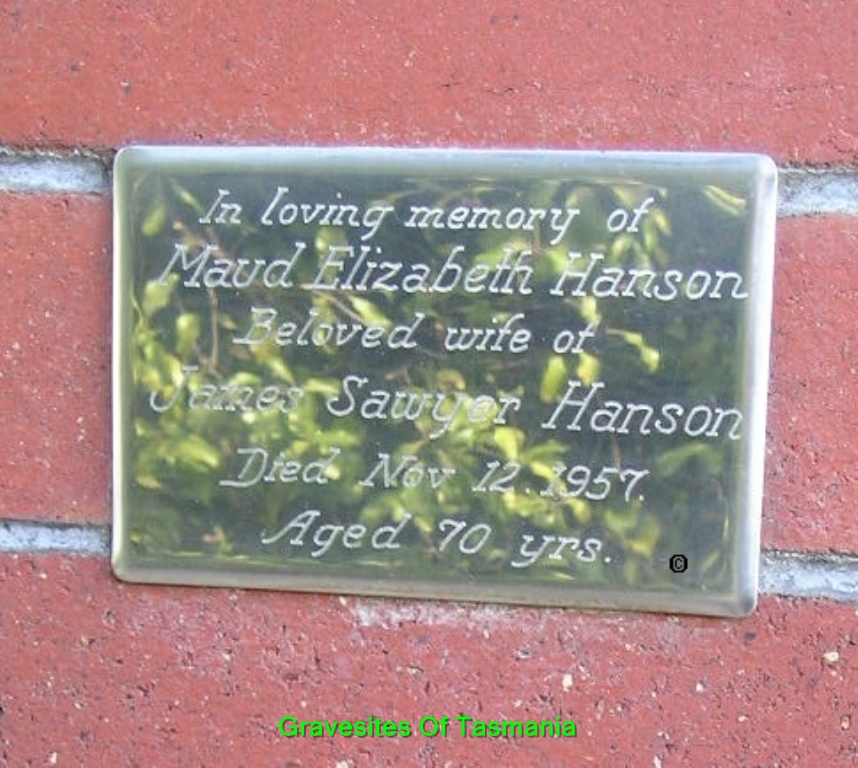 In loving memory of
Maud Elizabeth Hanson
Beloved wife of
James Sawyer Hanson
Died Nov 12. 1957.
Aged 70 yrs.
©
Gravesites Of Tasmania